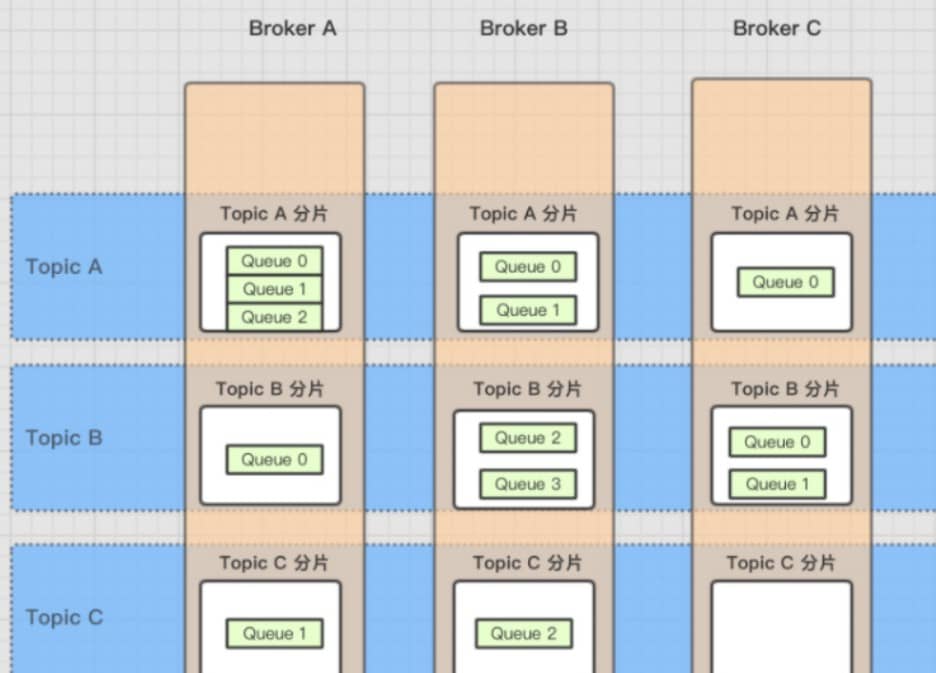 Broker A
Broker B
Broker C
Topic A 分片
Topic A 分片
Topic A 分片
Topic A
Queue 0
Queue 1
Queue 2
Queue 0
Queue 1
Queue 0
Topic B 分片
Topic B 分片
Topic B 分片
Topic B
Queue 0
Queue 2
Queue 3
Queue 0
Queue 1
Topic C 分片
Topic C 分片
Topic C 分片
Topic C
Queue 1
Queue 2